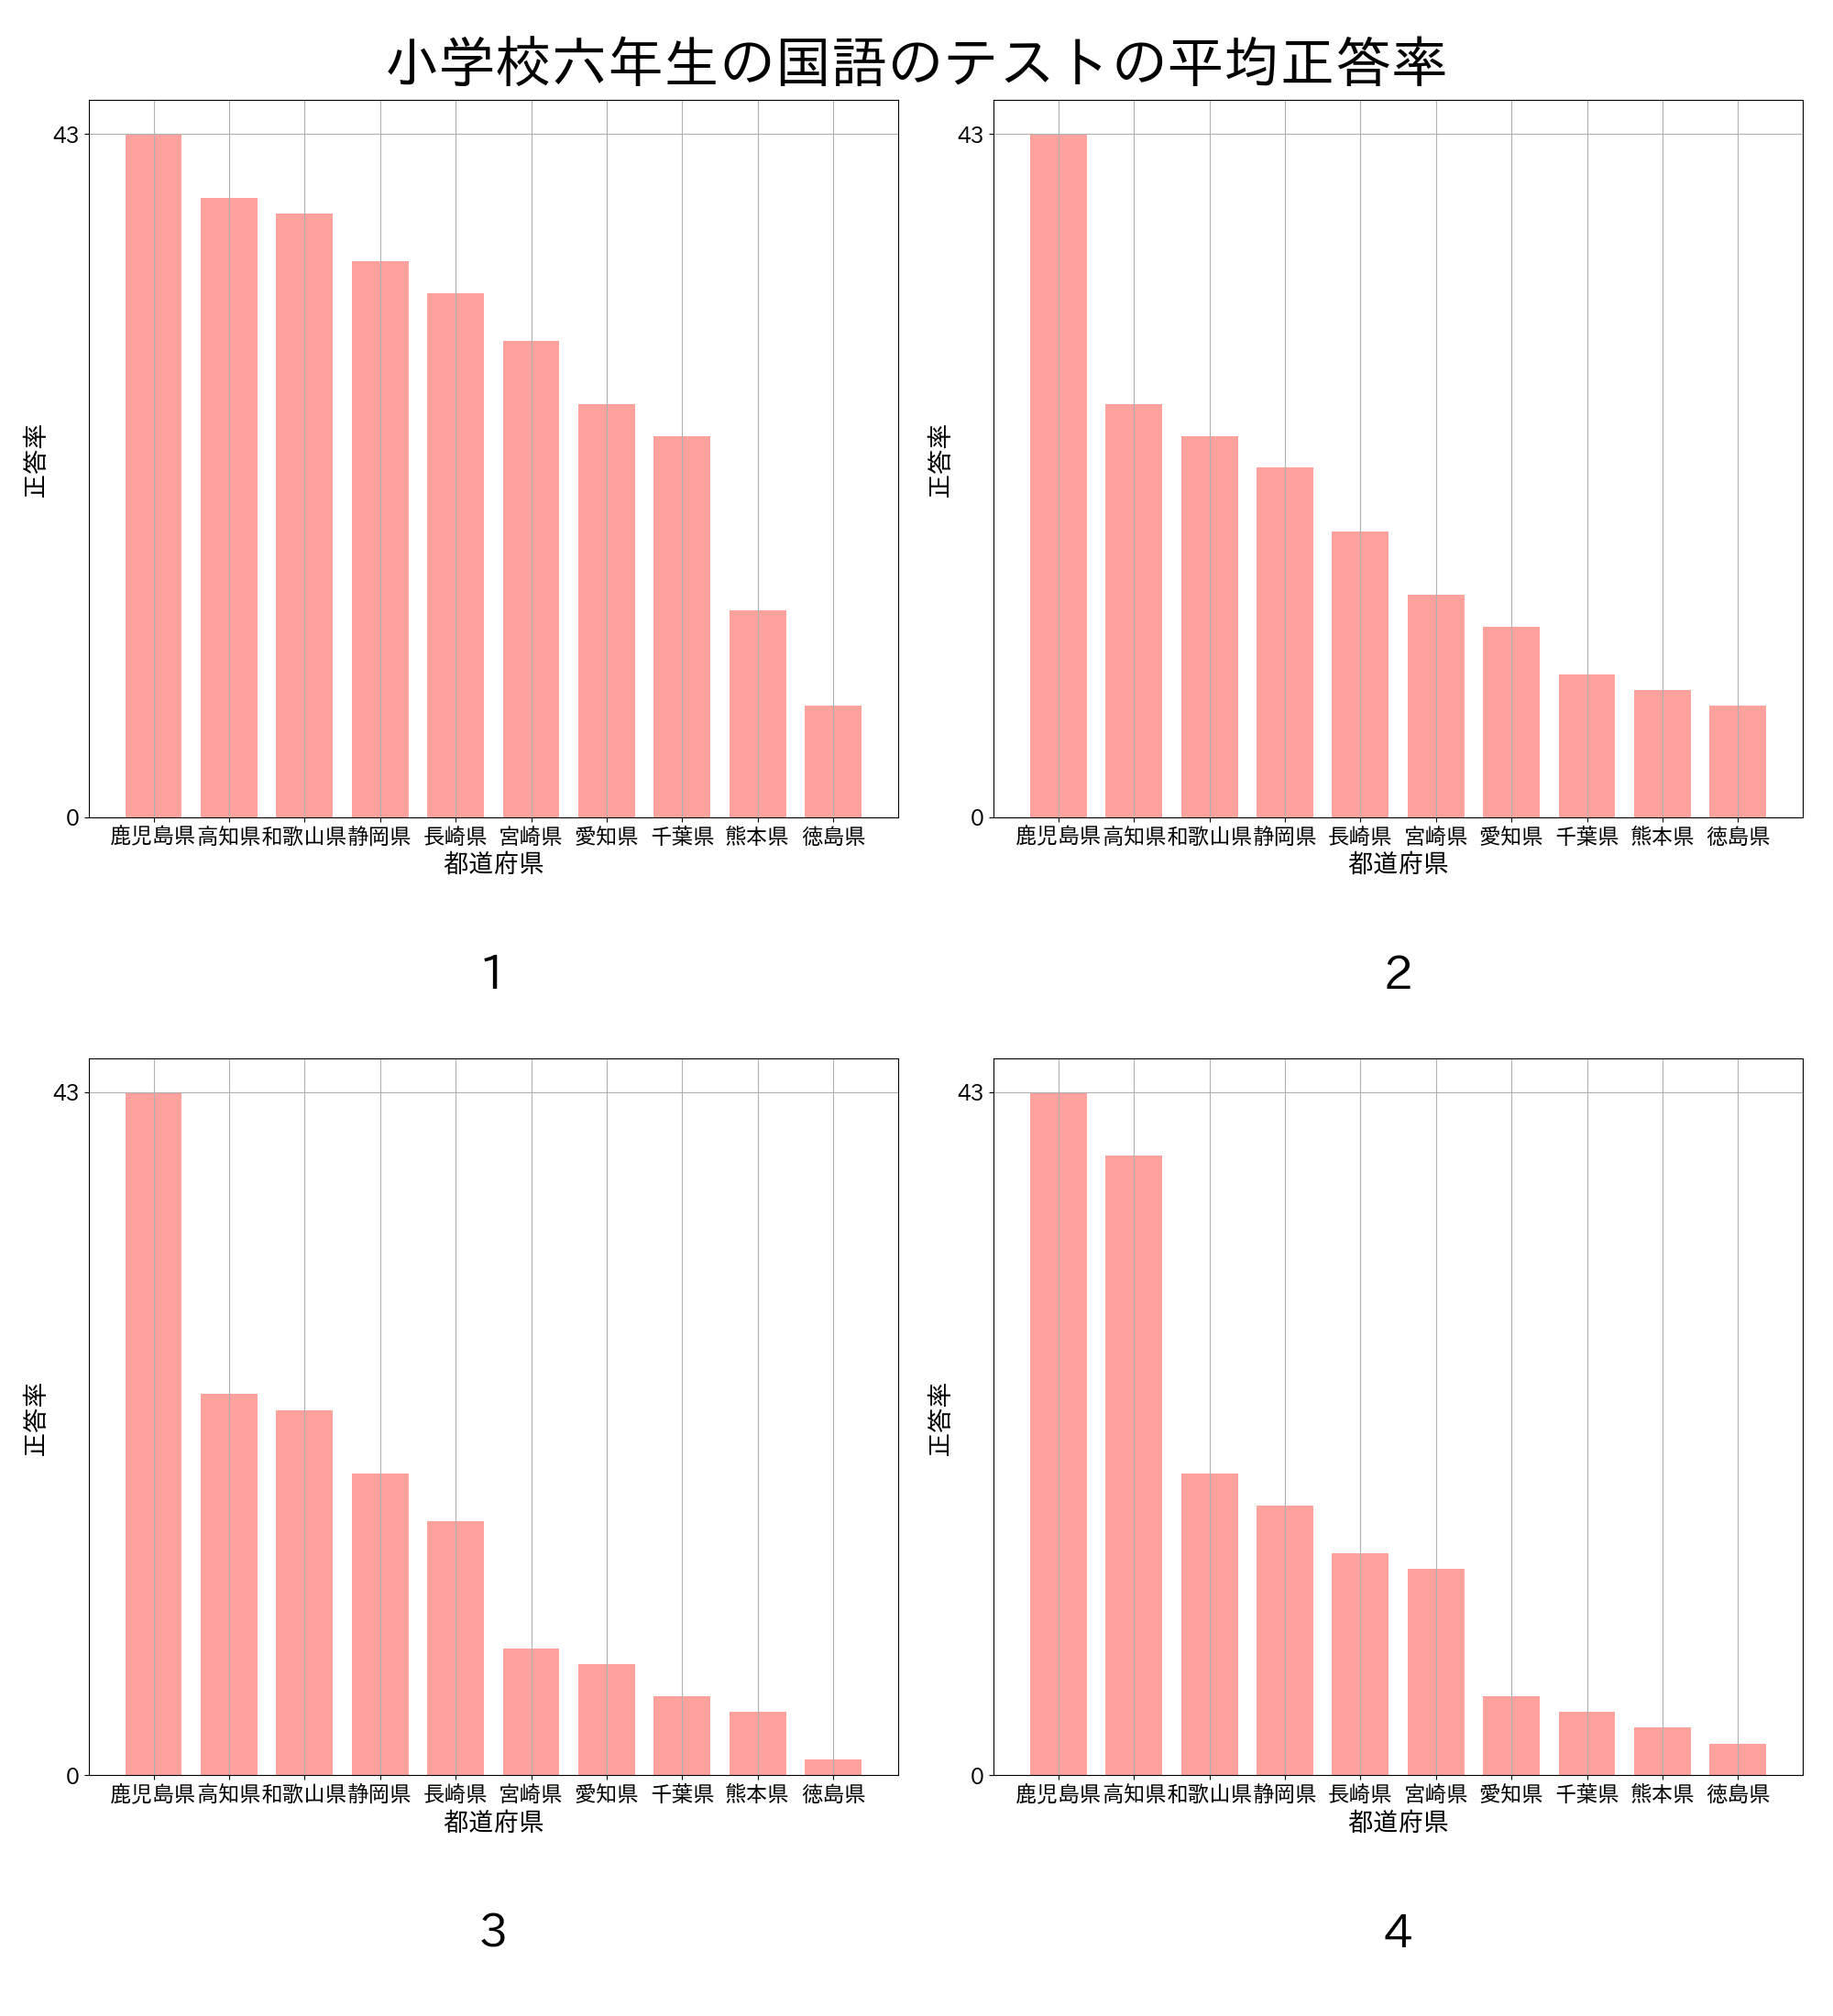 小学校六年生の国語のテストの平均正答率
43
正答率
0
鹿児島県 高知県 和歌山県 静岡県 長崎県 宮崎県 愛知県 千葉県 熊本県 徳島県
都道府県
1
43
正答率
0
鹿児島県 高知県 和歌山県 静岡県 長崎県 宮崎県 愛知県 千葉県 熊本県 徳島県
都道府県
2
43
正答率
0
鹿児島県 高知県 和歌山県 静岡県 長崎県 宮崎県 愛知県 千葉県 熊本県 徳島県
都道府県
3
43
正答率
0
鹿児島県 高知県 和歌山県 静岡県 長崎県 宮崎県 愛知県 千葉県 熊本県 徳島県
都道府県
4